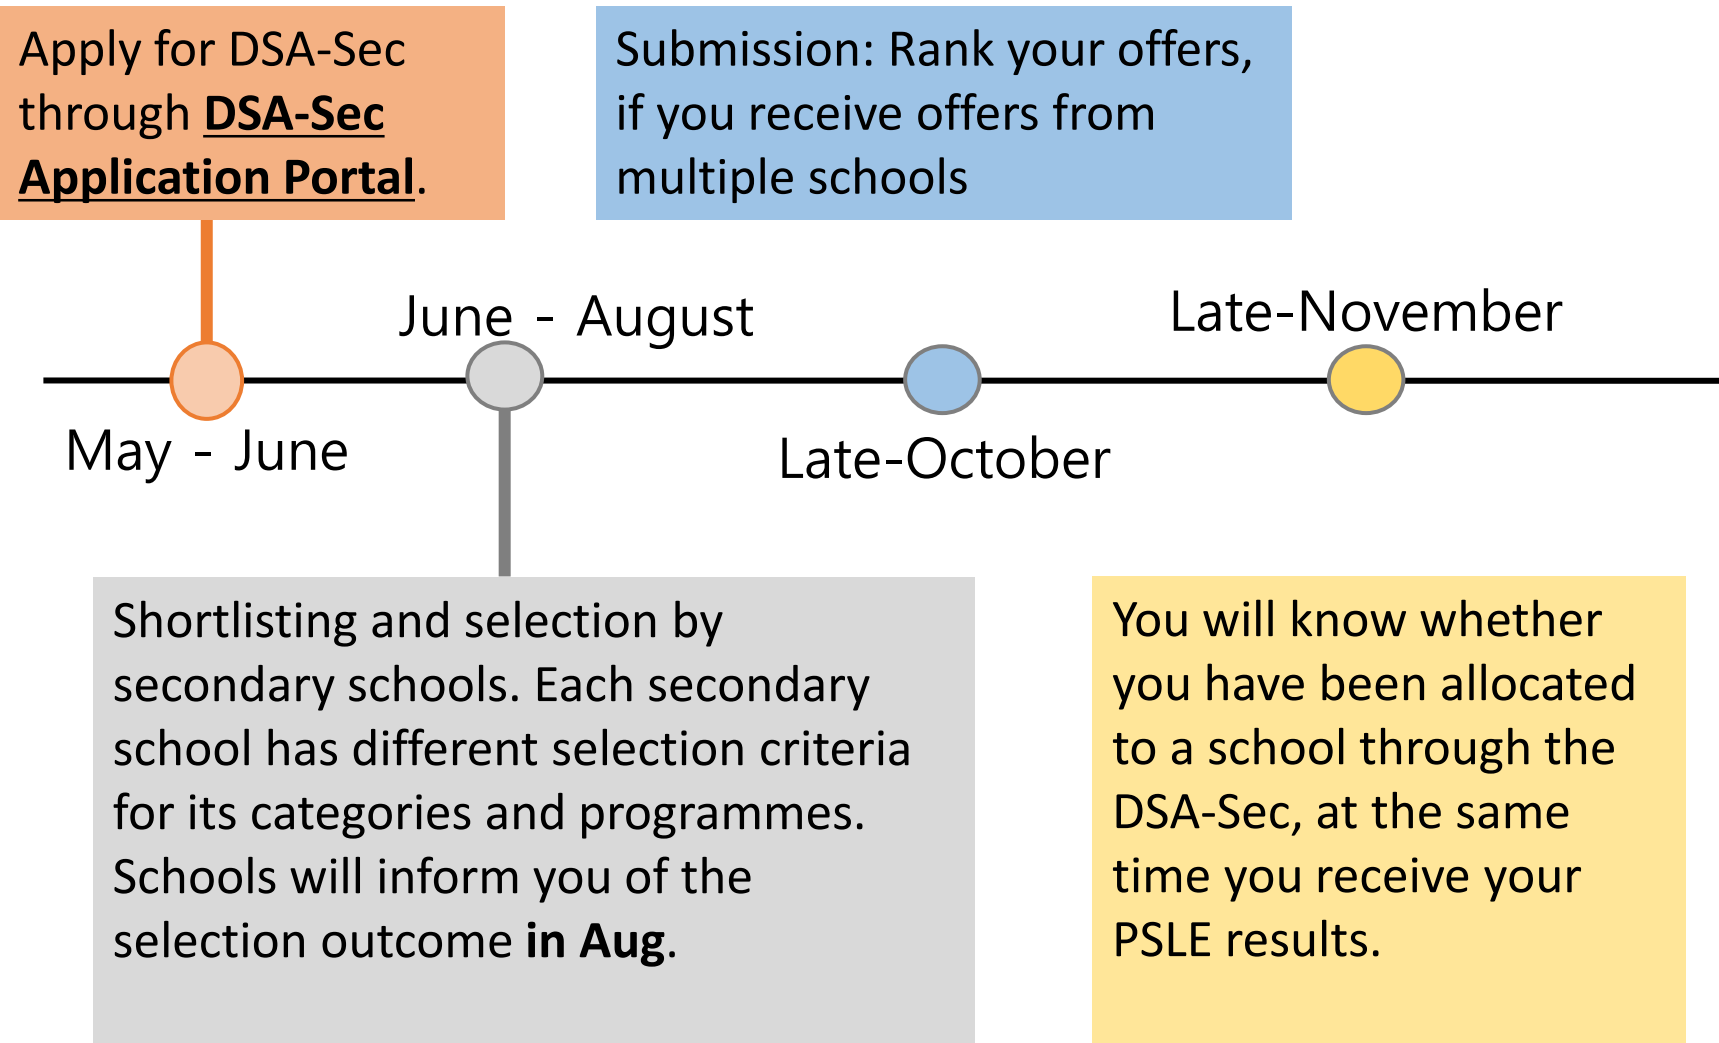 Apply for DSA-Sec
through DSA-Sec
Application Portal.
Submission: Rank your offers,
if you receive offers from
multiple schools
June - August
Late-November
May - June
Late-October
Shortlisting and selection by
secondary schools. Each secondary
school has different selection criteria
for its categories and programmes.
Schools will inform you of the
selection outcome in Aug.
You will know whether
you have been allocated
to a school through the
DSA-Sec, at the same
time you receive your
PSLE results.